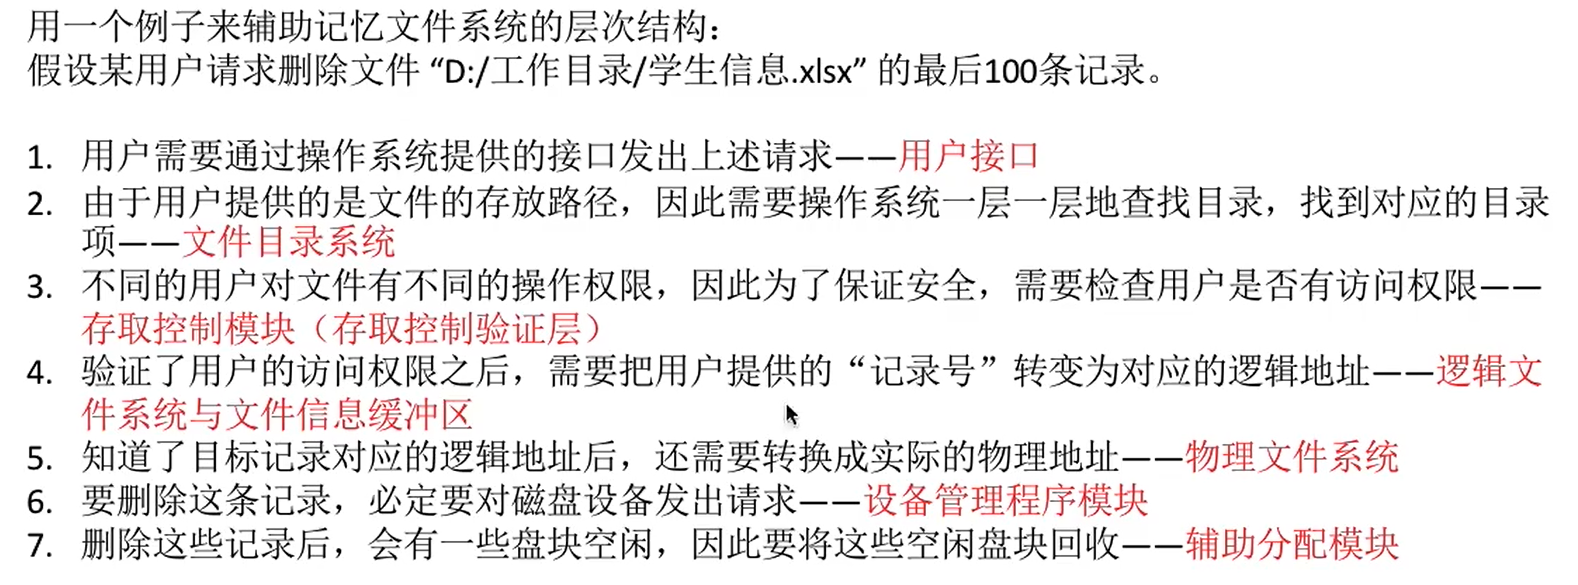 用一个例子来辅助记忆文件系统的层次结构：
假设某用户请求删除文件 “D:/工作目录/学生信息.xlsx” 的最后100条记录。
1. 用户需要通过操作系统提供的接口发出上述请求——用户接口
2. 由于用户提供的是文件的存放路径，因此需要操作系统一层一层地查找目录，找到对应的目录
项——文件目录系统
3. 不同的用户对文件有不同的操作权限，因此为了保证安全，需要检查用户是否有访问权限——
存取控制模块（存取控制验证层）
4. 验证了用户的访问权限之后，需要把用户提供的“记录号”转变为对应的逻辑地址——逻辑文
件系统与文件信息缓冲区
5. 知道了目标记录对应的逻辑地址后，还需要转换成实际的物理地址——物理文件系统
6. 要删除这条记录，必定要对磁盘设备发出请求——设备管理程序模块
7. 删除这些记录后，会有一些盘块空闲，因此要将这些空闲盘块回收——辅助分配模块